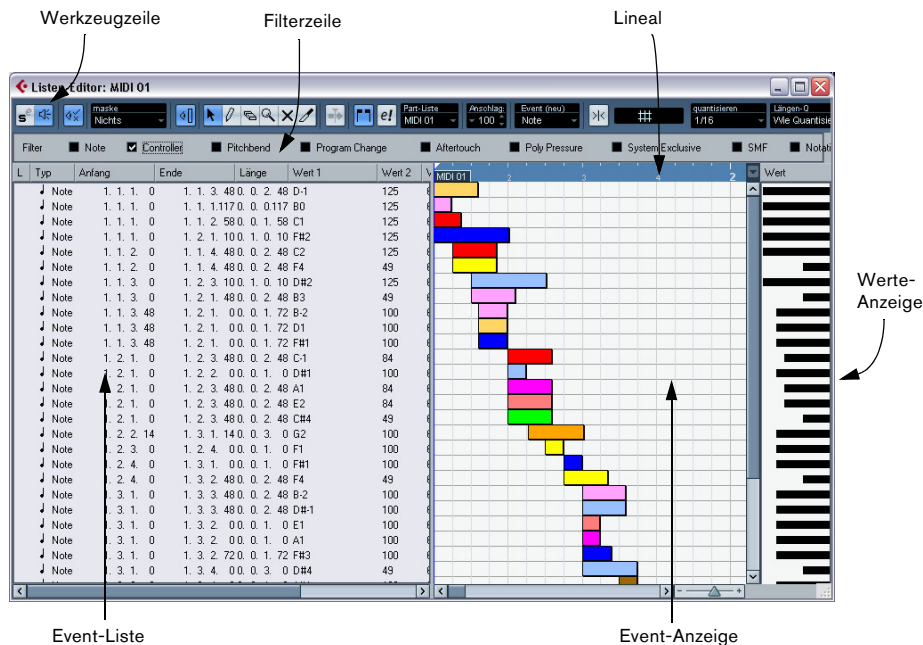 Werkzeugzeile Filterzeile Lineal
Listen-Editor: MIDI 01
maske Part-Liste Anschlag: Event (neu) quantisieren Längen-Q
Nichts MIDI 01 100 Note 1/16 Wie Quantisie
Filter Note Controller Pitchbend Program Change Aftertouch Poly Pressure System Exclusive SMF Notati
L Typ Anfang Ende Länge Wert 1 Wert 2 MIDI 01 2 3 4 2 Wert
Note 1. 1. 1. 0 1. 1. 3. 48 0. 0. 2. 48 D-1 125
Note 1. 1. 1. 0 1. 1. 1.117 0. 0. 0.117 B0 125
Note 1. 1. 1. 0 1. 1. 2. 58 0. 0. 1. 58 C1 125
Note 1. 1. 1. 0 1. 2. 1. 10 0. 1. 0. 10 F#2 125
Note 1. 1. 2. 0 1. 1. 4. 48 0. 0. 2. 48 C2 125
Note 1. 1. 2. 0 1. 1. 4. 48 0. 0. 2. 48 F4 49
Note 1. 1. 3. 0 1. 2. 3. 10 0. 1. 0. 10 D#2 125
Note 1. 1. 3. 0 1. 2. 1. 48 0. 0. 2. 48 B3 49
Note 1. 1. 3. 48 1. 2. 1. 0 0. 0. 1. 72 B-2 100
Note 1. 1. 3. 48 1. 2. 1. 0 0. 0. 1. 72 D1 100
Note 1. 1. 3. 48 1. 2. 1. 0 0. 0. 1. 72 F#1 100
Note 1. 2. 1. 0 1. 2. 3. 48 0. 0. 2. 48 C-1 84
Note 1. 2. 1. 0 1. 2. 2. 0 0. 0. 1. 0 D#1 100
Note 1. 2. 1. 0 1. 2. 3. 48 0. 0. 2. 48 A1 84
Note 1. 2. 1. 0 1. 2. 3. 48 0. 0. 2. 48 E2 84
Note 1. 2. 1. 0 1. 2. 3. 48 0. 0. 2. 48 C#4 49
Note 1. 2. 2. 14 1. 3. 1. 14 0. 0. 3. 0 G2 100
Note 1. 2. 3. 0 1. 2. 4. 0 0. 0. 1. 0 F1 100
Note 1. 2. 4. 0 1. 3. 1. 0 0. 0. 1. 0 F#1 100
Note 1. 2. 4. 0 1. 3. 2. 48 0. 0. 2. 48 F4 49
Note 1. 3. 1. 0 1. 3. 3. 48 0. 0. 2. 48 B-2 100
Note 1. 3. 1. 0 1. 3. 3. 48 0. 0. 2. 48 D#-1 100
Note 1. 3. 1. 0 1. 3. 2. 0 0. 0. 1. 0 E1 100
Note 1. 3. 1. 0 1. 3. 2. 0 0. 0. 1. 0 A1 100
Note 1. 3. 1. 0 1. 3. 2. 72 0. 0. 1. 72 F#3 100
Note 1. 3. 1. 0 1. 3. 4. 0 0. 0. 3. 0 D#4 49
Werte-
Anzeige
Event-Liste Event-Anzeige